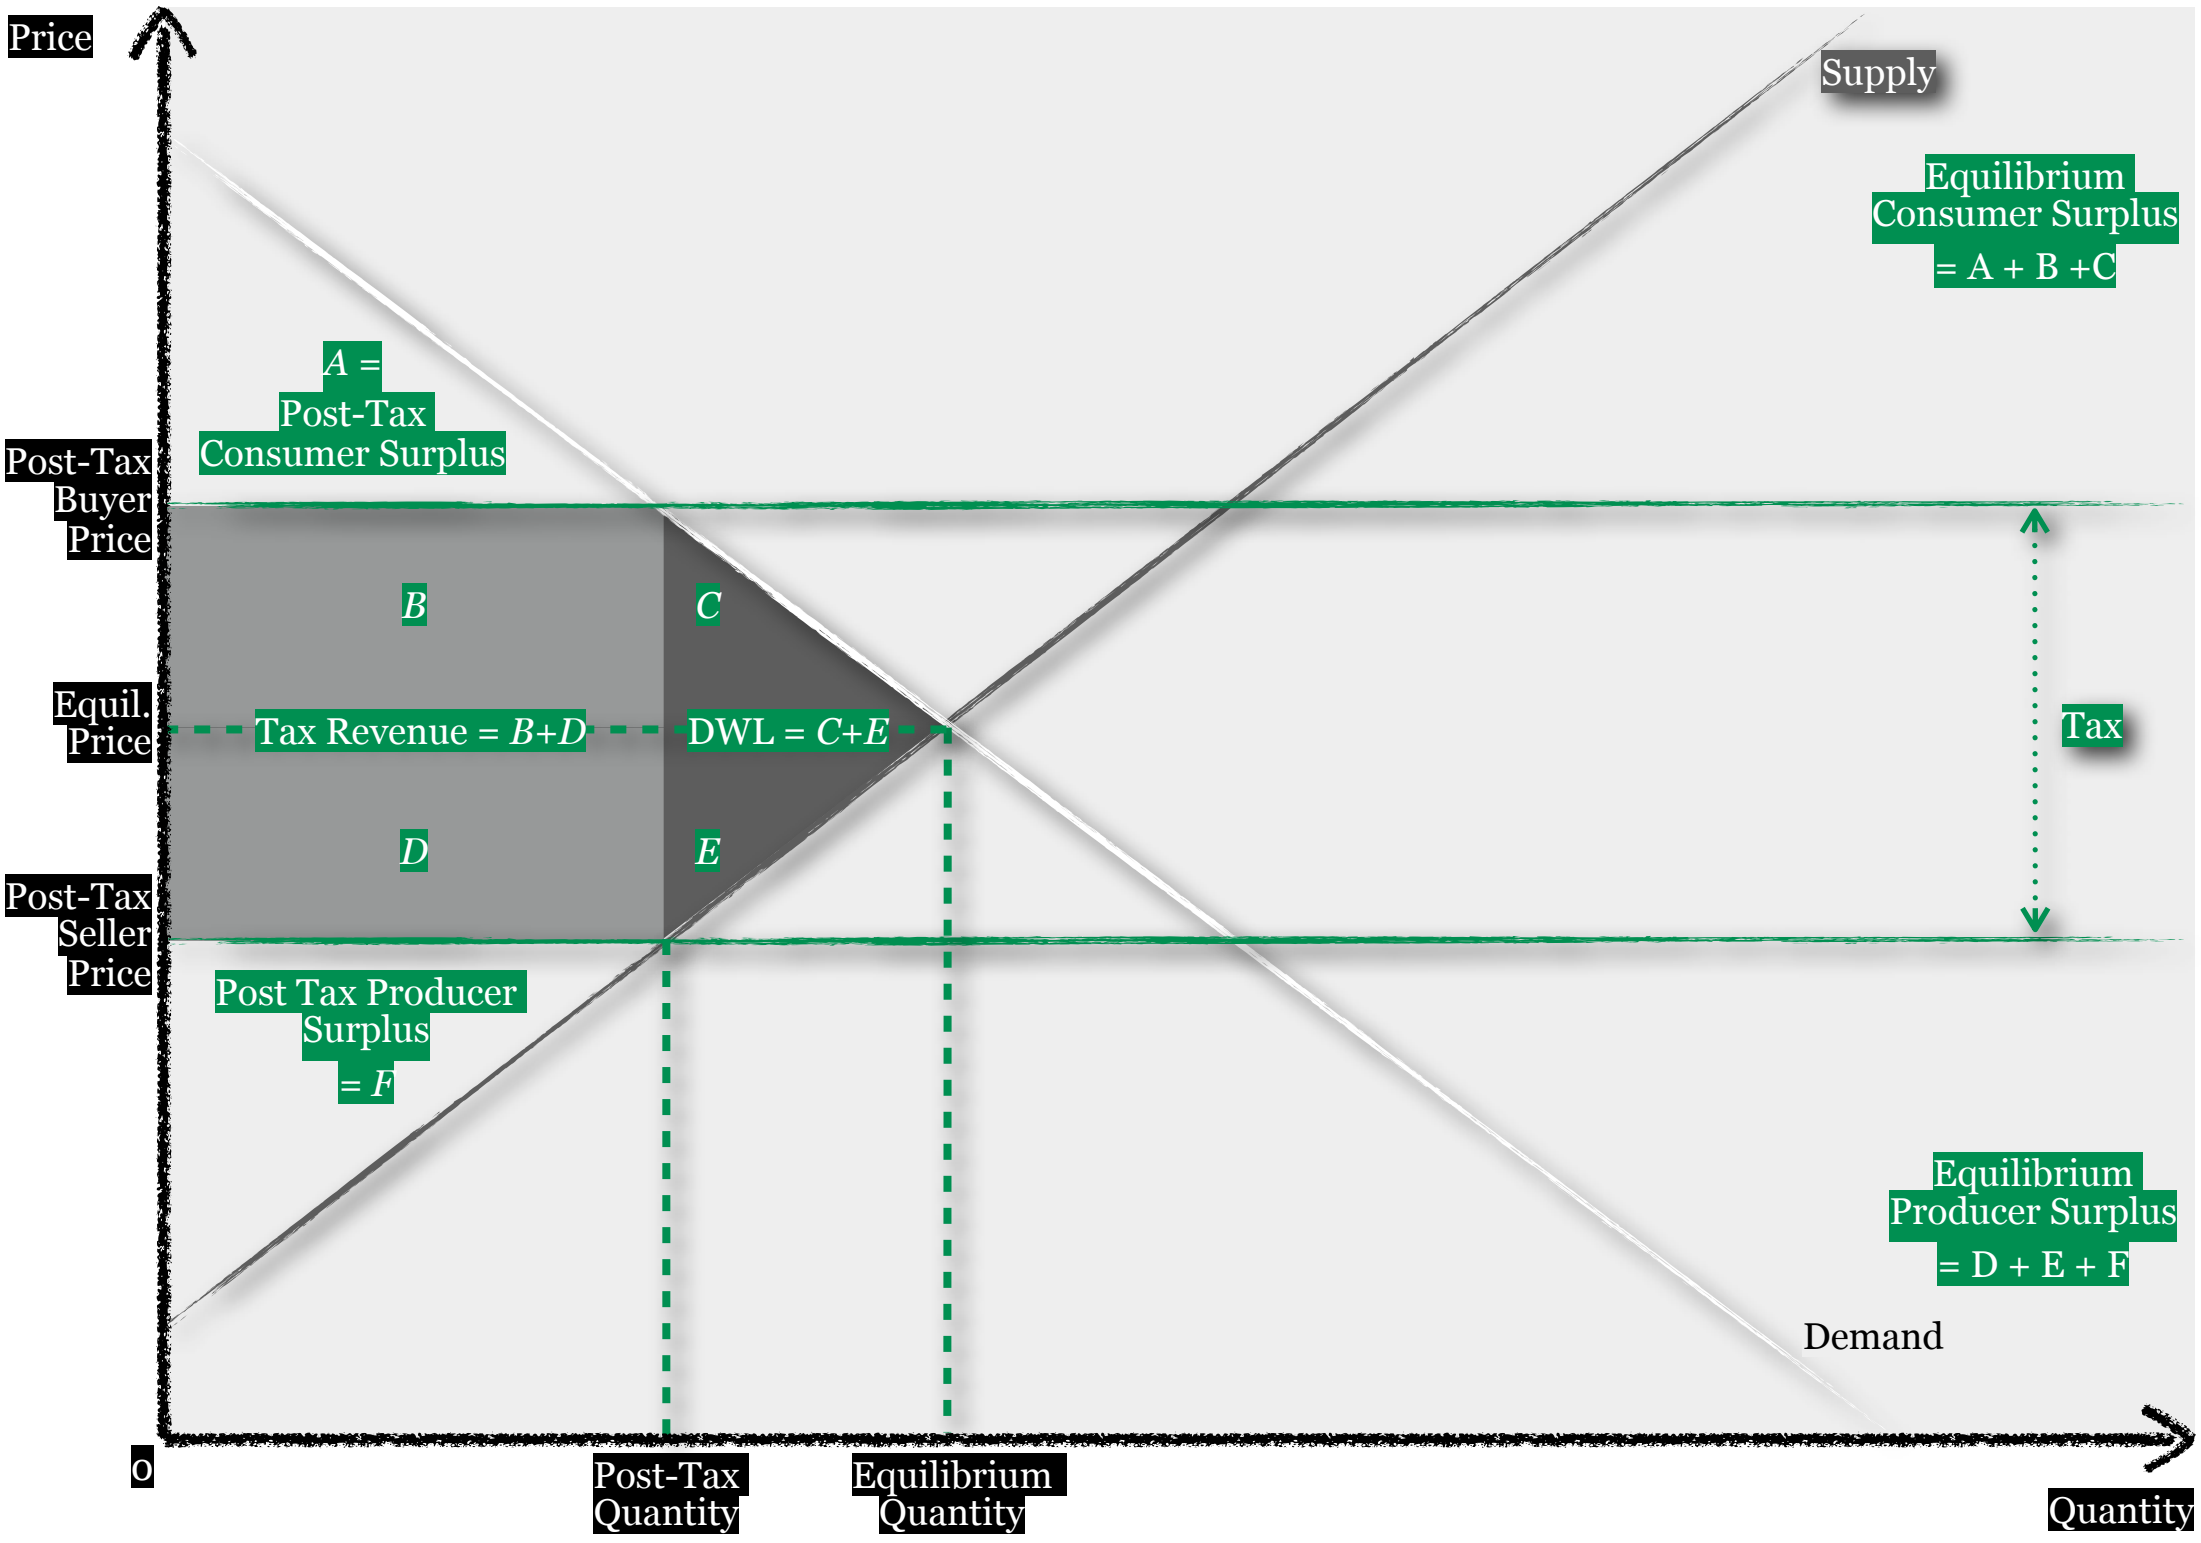 Price
Supply
Equilibrium
Consumer Surplus
= A + B +C
A =
Post-Tax
Consumer Surplus
Post-Tax
Buyer
Price
B
C
Equil.
Price
Tax Revenue = B+D
DWL = C+E
Tax
D
E
Post-Tax
Seller
Price
Post Tax Producer
Surplus
= F
Equilibrium
Producer Surplus
= D + E + F
Demand
0
Post-Tax
Quantity
Equilibrium
Quantity
Quantity